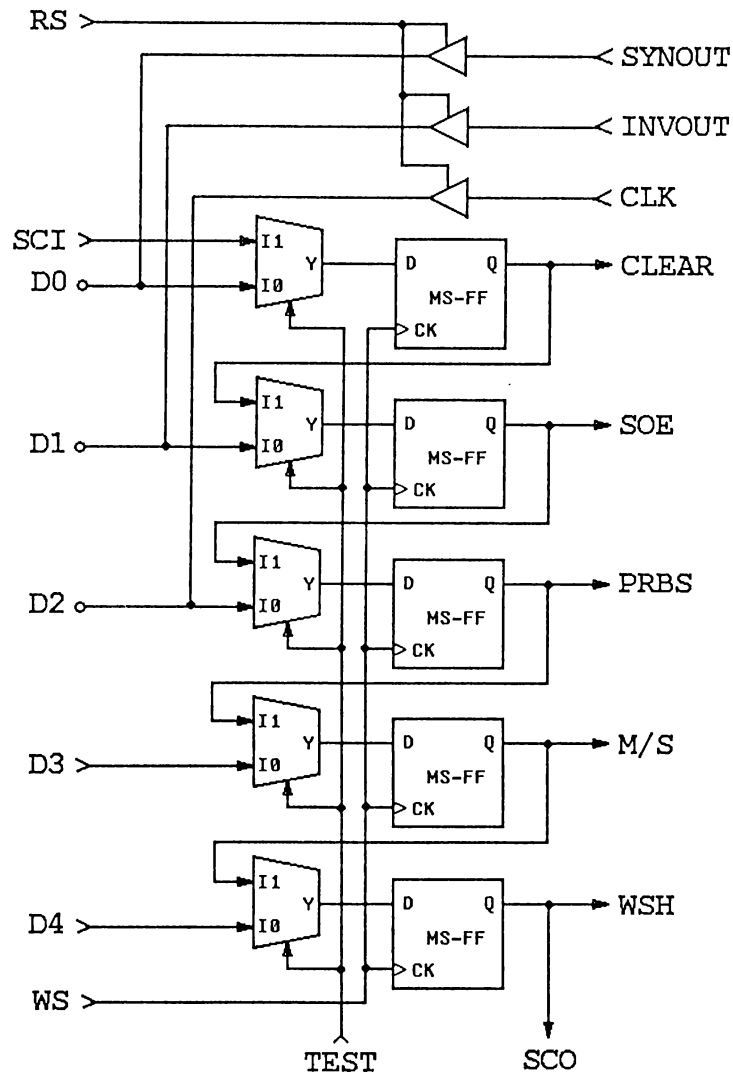 RS
SYNOUT
INVOUT
CLK
SCI
I1
Y
D
Q
CLEAR
D0
I0
MS-FF
CK
I1
Y
D
Q
SOE
D1
I0
MS-FF
CK
I1
Y
D
Q
PRBS
D2
I0
MS-FF
CK
I1
Y
D
Q
M/S
D3
I0
MS-FF
CK
I1
Y
D
Q
WSH
D4
I0
MS-FF
CK
WS
TEST
SCO